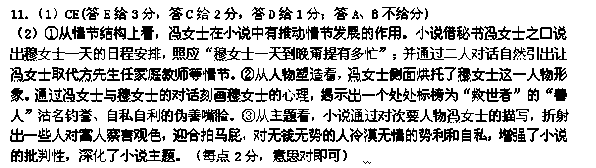 11.(1)CE(答E给3分，答C给2分，答D给1分；答A、B不给分)
(2)①从情节结构上看，冯女士在小说中有推动情节发展的作用。小说借秘书冯女士之口说
出穆女士一天的日程安排，照应“穆女士一天到晚甭提有多忙”；并通过二人对话自然引出让
冯女士取代方先生任家庭教师等情节。②从人物塑造看，冯女士侧面烘托了穆女士这一人物形
象。通过冯女士与穆女士的对话刻画穆女士的心理，揭示出一个处处标榜为“救世者”的“善
人”沽名钓誉、自私自利的伪善嘴脸。③从主题看，小说通过对次要人物冯女士的描写，折射
出一些人对富人察言观色，迎合拍马屁，对无钱无势的人冷漠无情的势利和自私，增强了小说
的批判性，深化了小说主题。（每点2分，意思对即可）